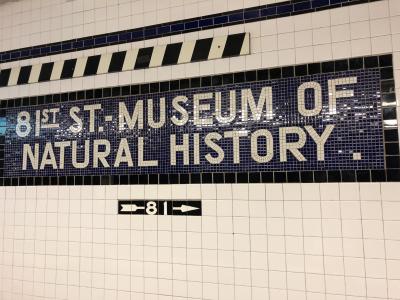 81ST ST.-MUSEUM OF
NATURAL HISTORY.
81